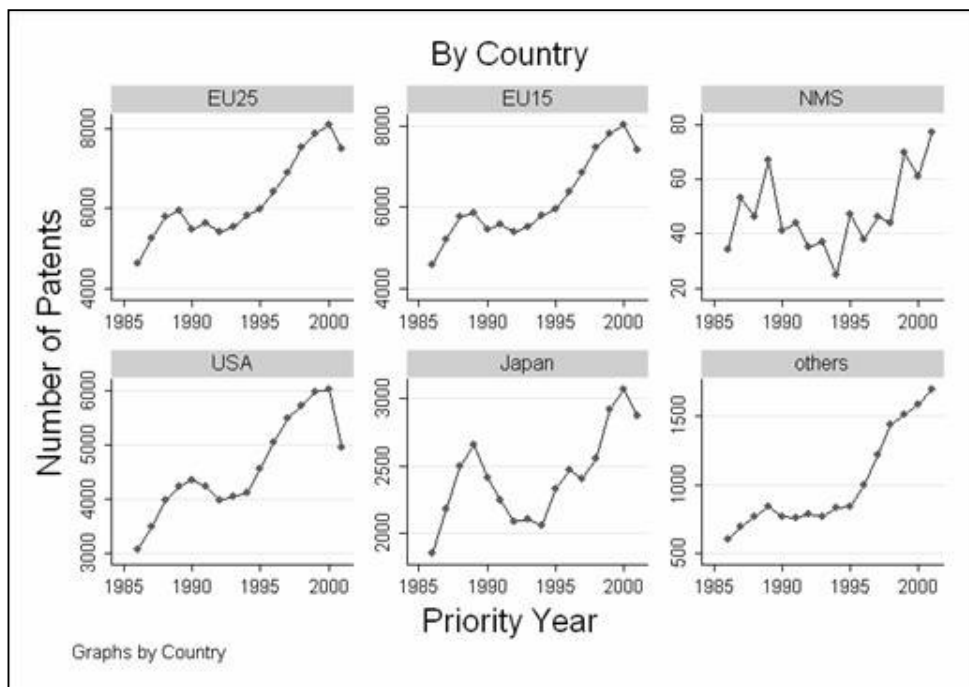 By Country
EU25
EU15
NMS
8000
6000
4000
1985 1990 1995 2000
8000
6000
4000
1985 1990 1995 2000
80
60
40
20
1985 1990 1995 2000
USA
Japan
others
6000
5000
4000
3000
1985 1990 1995 2000
3000
2500
2000
1985 1990 1995 2000
1500
1000
500
1985 1990 1995 2000
Number of Patents
Priority Year
Graphs by Country